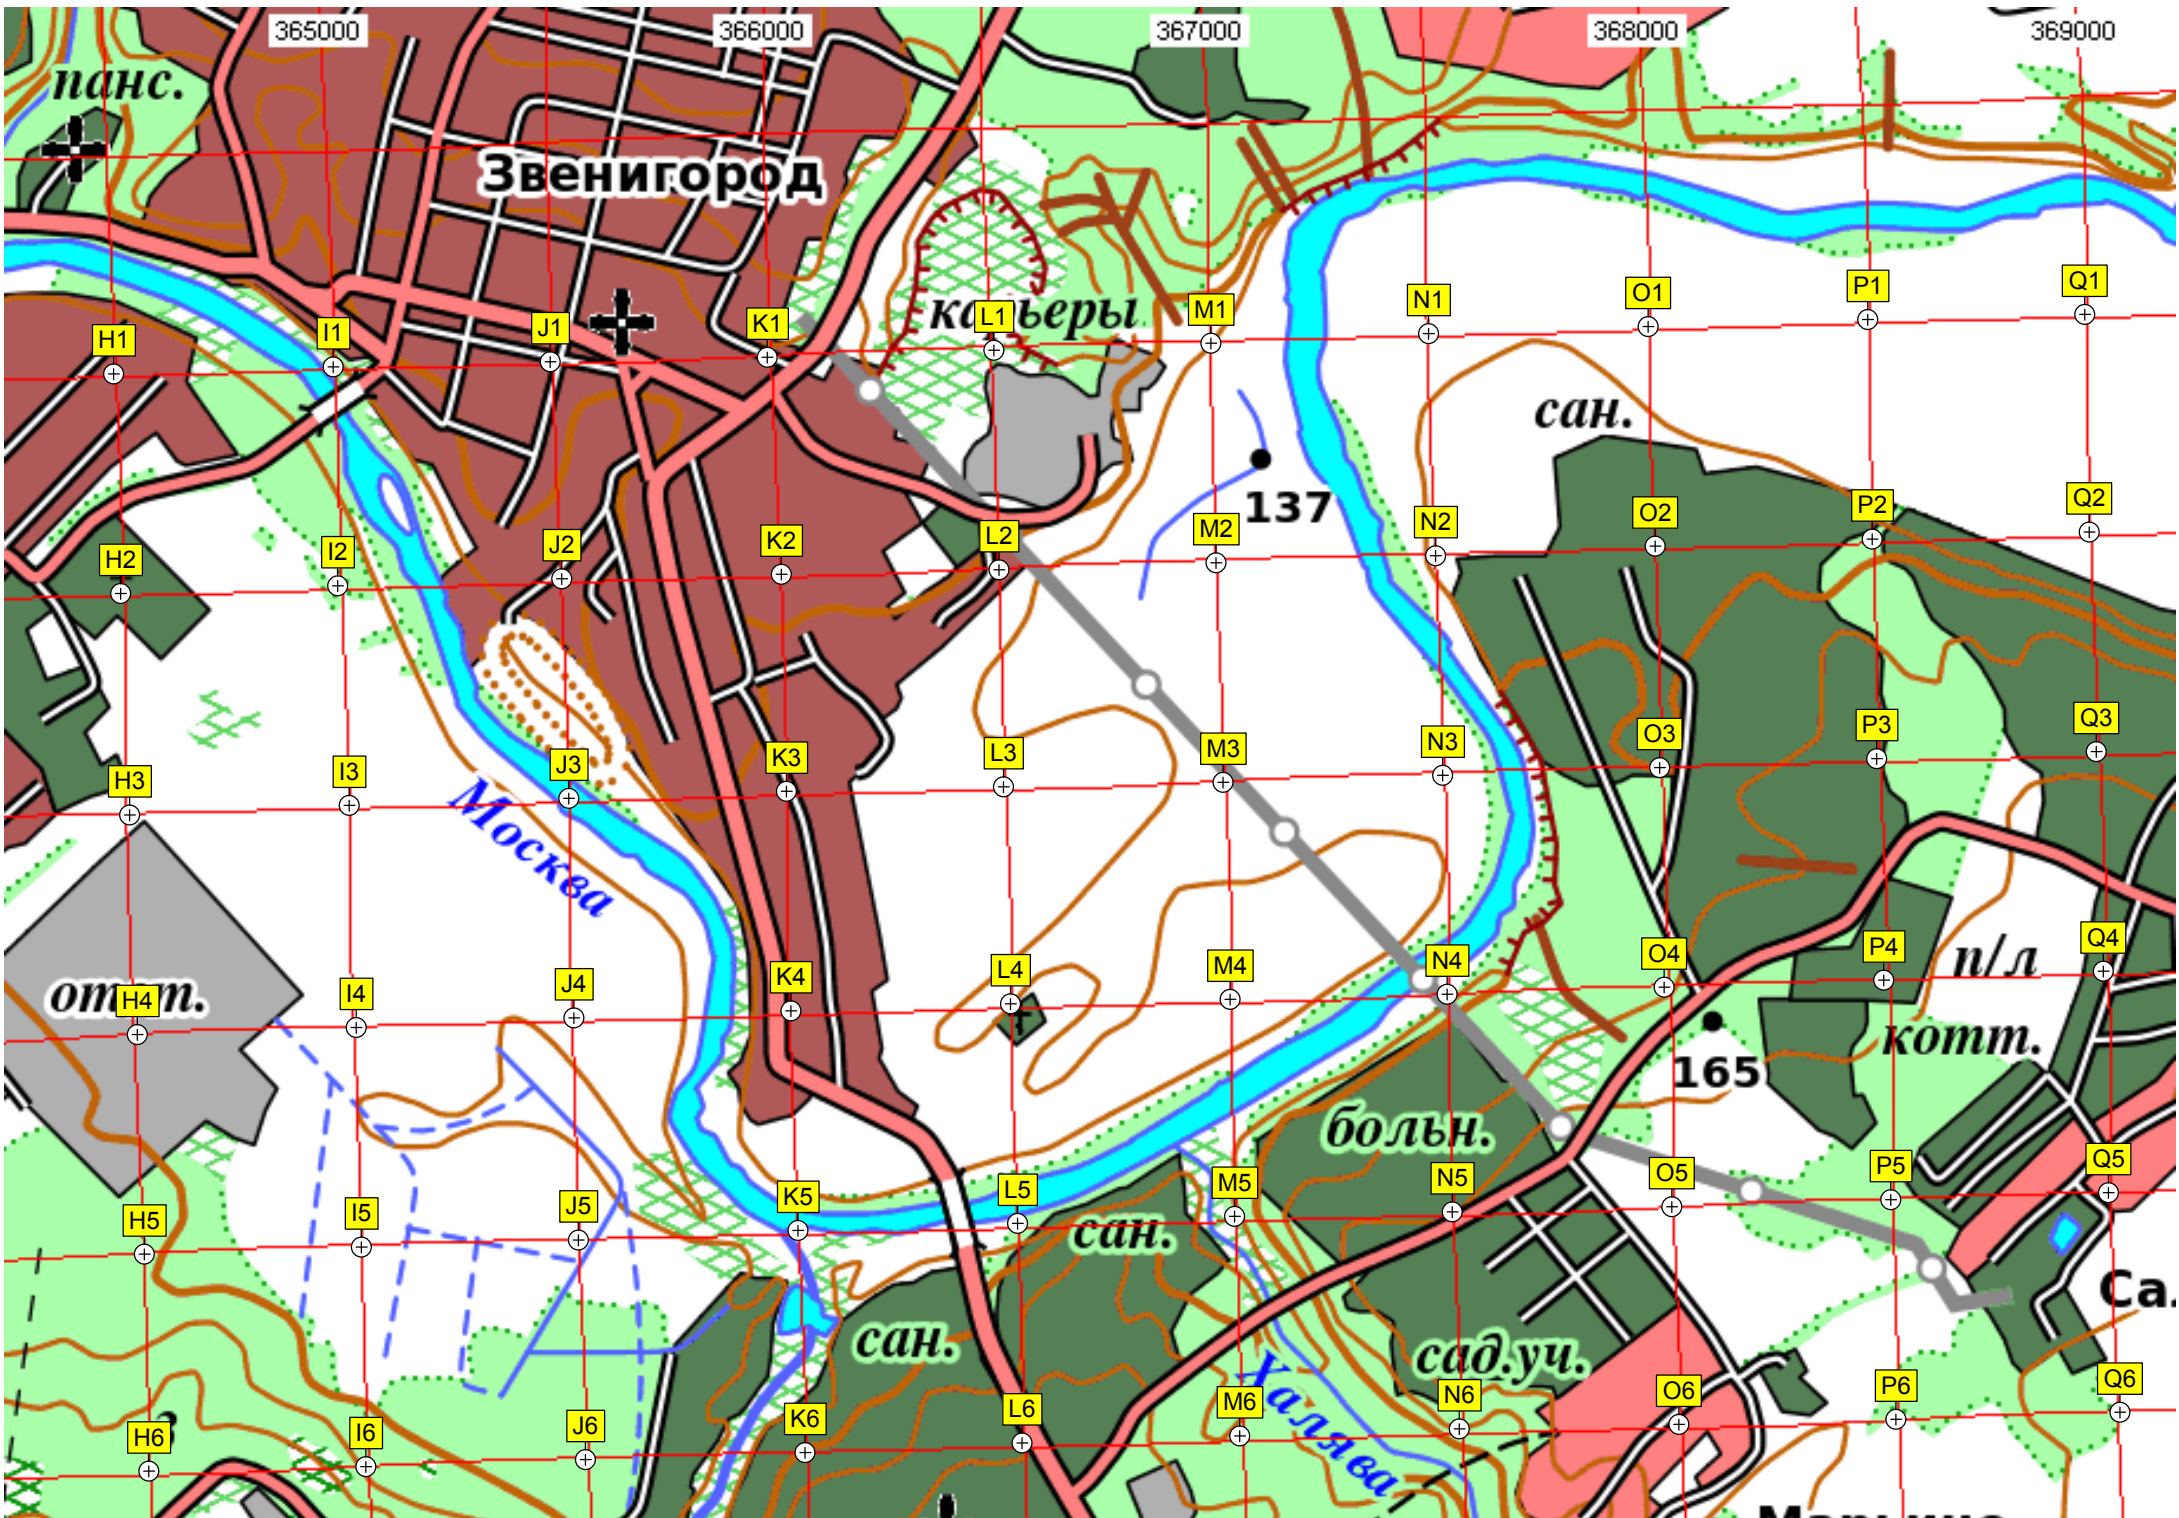 365000 366000 367000 368000 369000
панс.
Звенигород
карьеры
H1 I1 J1 K1 L1 M1 N1 O1 P1 Q1
сан.
137
H2 I2 J2 K2 L2 M2 N2 O2 P2 Q2
H3 I3 J3 K3 L3 M3 N3 O3 P3 Q3
Москва
H4 I4 J4 K4 L4 M4 N4 O4 P4 Q4
п/л
котт.
165
больн.
H5 I5 J5 K5 L5 M5 N5 O5 P5 Q5
сан.
сан.
сад.уч.
Халява
H6 I6 J6 K6 L6 M6 N6 O6 P6 Q6